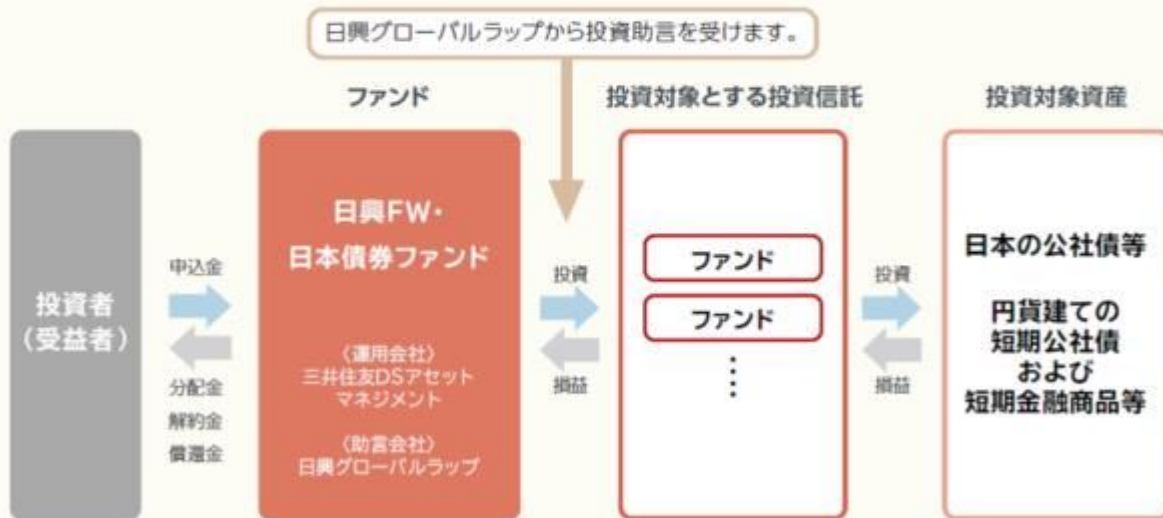 日興グローバルラップから投資助言を受けます。
ファンド
投資対象とする投資信託
投資対象資産
投資者
（受益者）
申込金
分配金
解約金
償還金
日興FW・
日本債券ファンド
〈運用会社〉
三井住友DSアセット
マネジメント
〈助言会社〉
日興グローバルラップ
投資
損益
ファンド
ファンド
投資
損益
日本の公社債等
円貨建ての
短期公社債
および
短期金融商品等